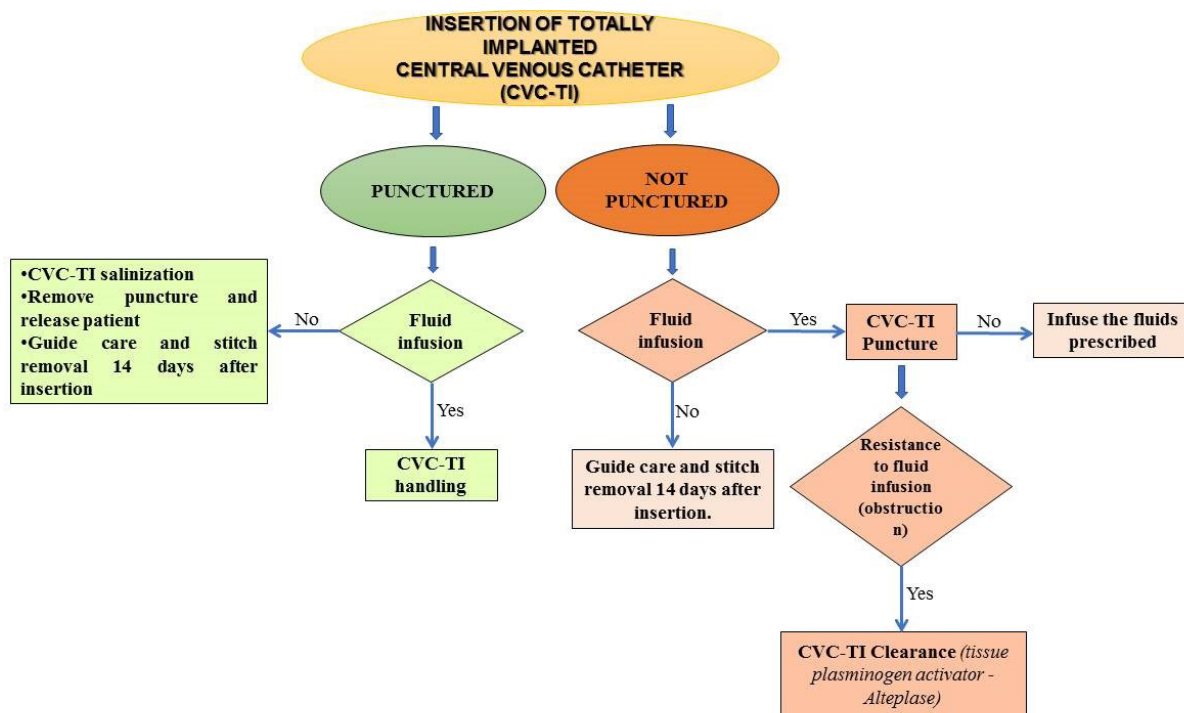 INSERTION OF TOTALLY
IMPLANTED
CENTRAL VENOUS CATHETER
(CVC-TI)
PUNCTURED
NOT
PUNCTURED
•CVC-TI salinization
•Remove puncture and
release patient
•Guide care and stitch
removal 14 days after
insertion
No
Fluid
infusion
Yes
CVC-TI
handling
Fluid
infusion
Yes
CVC-TI
Puncture
No
Infuse the fluids
prescribed
No
Guide care and stitch
removal 14 days after
insertion.
Resistance
to fluid
infusion
(obstructio
n)
Yes
CVC-TI Clearance (tissue
plasminogen activator -
Alteplase)